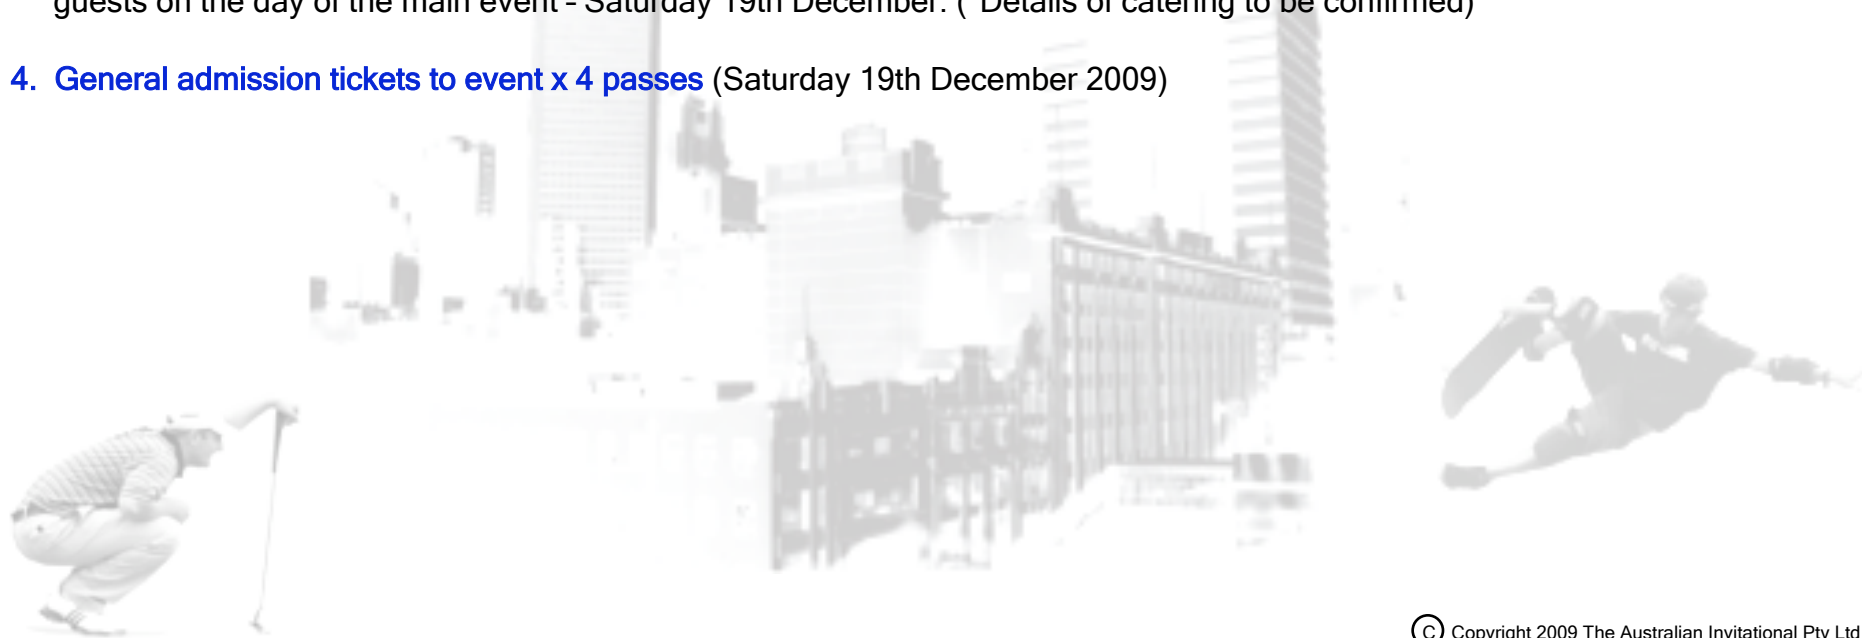 guests on the day of the main event – Saturday 19th December. (*Details of catering to be confirmed)
4. General admission tickets to event x 4 passes (Saturday 19th December 2009)
C Copyright 2009 The Australian Invitational Pty Ltd